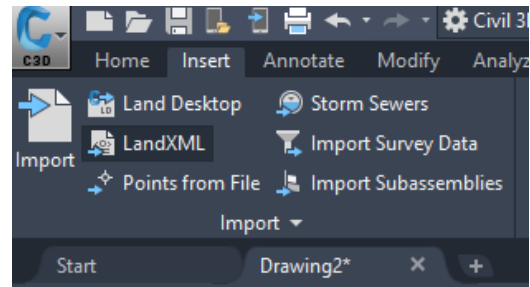 Civil 3
C3D
Home Insert Annotate Modify Analyz
Import
Land Desktop Storm Sewers
LandXML Import Survey Data
Points from File Import Subassemblies
Import
Start Drawing2*